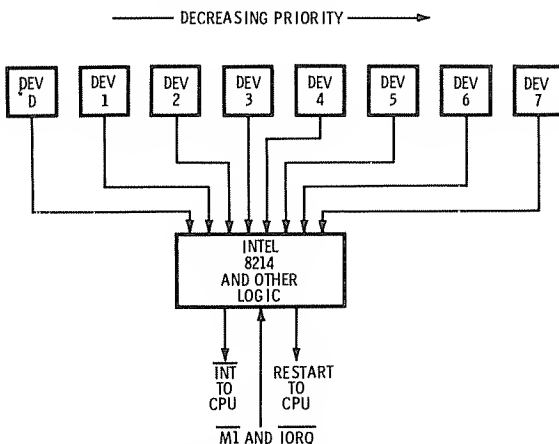 DECREASING PRIORITY
DEV D
DEV 1
DEV 2
DEV 3
DEV 4
DEV 5
DEV 6
DEV 7
INTEL
8214
AND OTHER
LOGIC
INT
TO
CPU
RESTART
TO
CPU
M1 AND IORQ